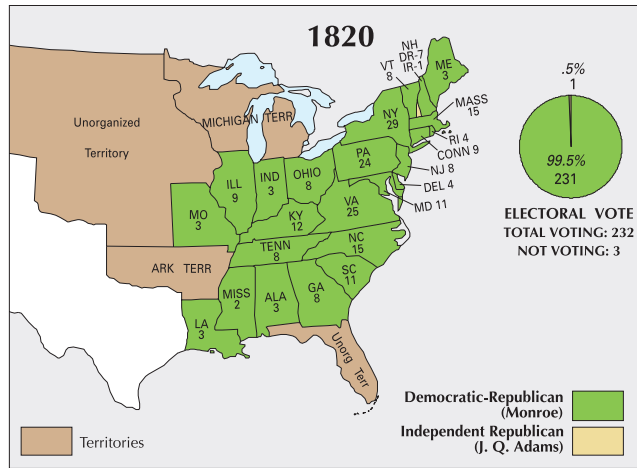 1820
NH
DR-7
IR-1
VT
8
ME
3
MASS
15
RI 4
CONN 9
NY
29
NJ 8
DEL 4
MD 11
PA
24
MICHIGAN TERR
Unorganized
Territory
OHIO
8
IND
3
ILL
9
MO
3
KY
12
VA
25
NC
15
TENN
8
ARK TERR
SC
11
GA
8
ALA
3
MISS
2
LA
3
Unorg Terr
.5%
1
99.5%
231
ELECTORAL VOTE
TOTAL VOTING: 232
NOT VOTING: 3
Democratic-Republican
(Monroe)
Independent Republican
(J. Q. Adams)
Territories